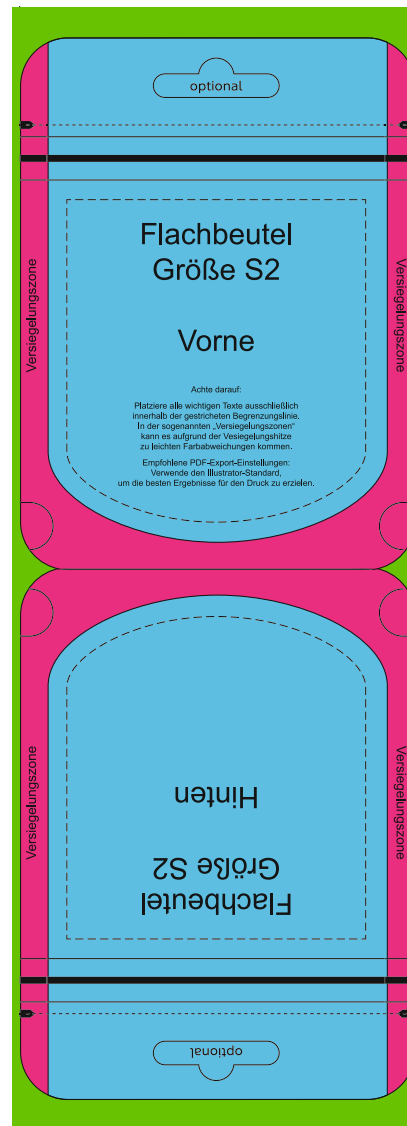 optional
Flachbeutel
Größe S2
Vorne
Versiegelungszone
Versiegelungszone
Achte darauf:
Platziere alle wichtigen Texte ausschließlich
innerhalb der gestricheten Begrenzungslinie.
In der sogenannten „Versiegelungszonen“
kann es aufgrund der Vesiegelungshitze
zu leichten Farbabweichungen kommen.
Empfohlene PDF-Export-Einstellungen:
Verwende den Illustrator-Standard,
um die besten Ergebnisse für den Druck zu erzielen.
Versiegelungszone
Versiegelungszone
Flachbeutel
Größe S2
Hinten
optional